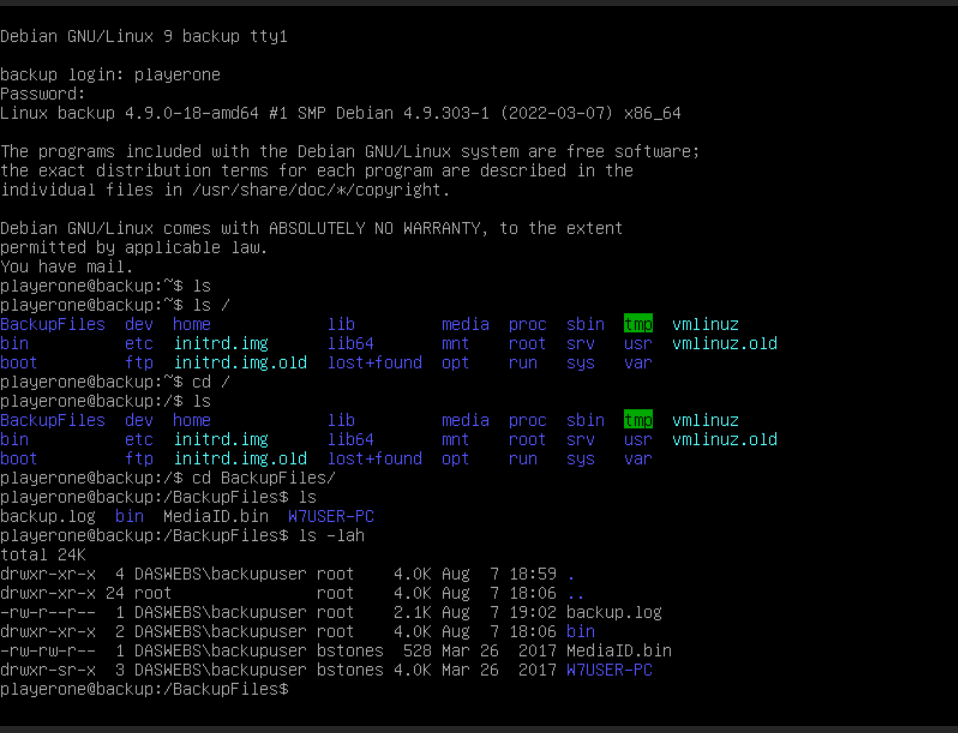 Debian GNU/Linux 9 backup tty1
backup login: playerone
Password:
Linux backup 4.9.0-18-amd64 #1 SMP Debian 4.9.303-1 (2022-03-07) x86_64
The programs included with the Debian GNU/Linux system are free software;
the exact distribution terms for each program are described in the
individual files in /usr/share/doc/*/copyright.
Debian GNU/Linux comes with ABSOLUTELY NO WARRANTY, to the extent
permitted by applicable law.
You have mail.
playerone@backup:~$ ls
playerone@backup:~$ ls /
BackupFiles  dev  home            lib         media  proc  sbin  tmp  vmlinuz
bin          etc  initrd.img      lib64       mnt    root  srv   usr  vmlinuz.old
boot         ftp  initrd.img.old  lost+found  opt    run   sys   var
playerone@backup:~$ cd /
playerone@backup:/$ ls
BackupFiles  dev  home            lib         media  proc  sbin  tmp  vmlinuz
bin          etc  initrd.img      lib64       mnt    root  srv   usr  vmlinuz.old
boot         ftp  initrd.img.old  lost+found  opt    run   sys   var
playerone@backup:/$ cd BackupFiles/
playerone@backup:/BackupFiles$ ls
backup.log  bin  MediaID.bin  W7USER-PC
playerone@backup:/BackupFiles$ ls -lah
total 24K
drwxr-xr-x  4 DASWEBS\backupuser root    4.0K Aug  7 18:59 .
drwxr-xr-x 24 root               root    4.0K Aug  7 18:06 ..
-rw-r--r--  1 DASWEBS\backupuser root    2.1K Aug  7 19:02 backup.log
drwxr-xr-x  2 DASWEBS\backupuser root    4.0K Aug  7 18:06 bin
-rw-rw-r--  1 DASWEBS\backupuser bstones  528 Mar 26  2017 MediaID.bin
drwxr-sr-x  3 DASWEBS\backupuser bstones 4.0K Mar 26  2017 W7USER-PC
playerone@backup:/BackupFiles$